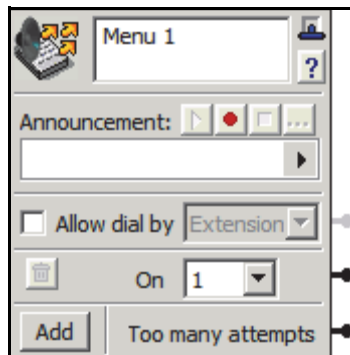 Menu 1
?
Announcement:
...
Allow dial by Extension
On 1
Add Too many attempts